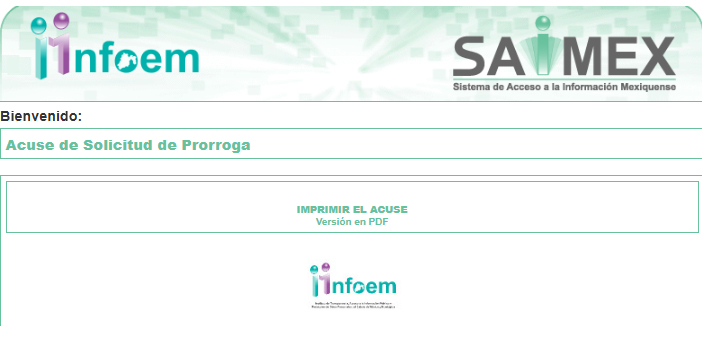 infoem
SAIMEX
Sistema de Acceso a la Información Mexiquense
Bienvenido:
Acuse de Solicitud de Prorroga
IMPRIMIR EL ACUSE
Versión en PDF
infoem